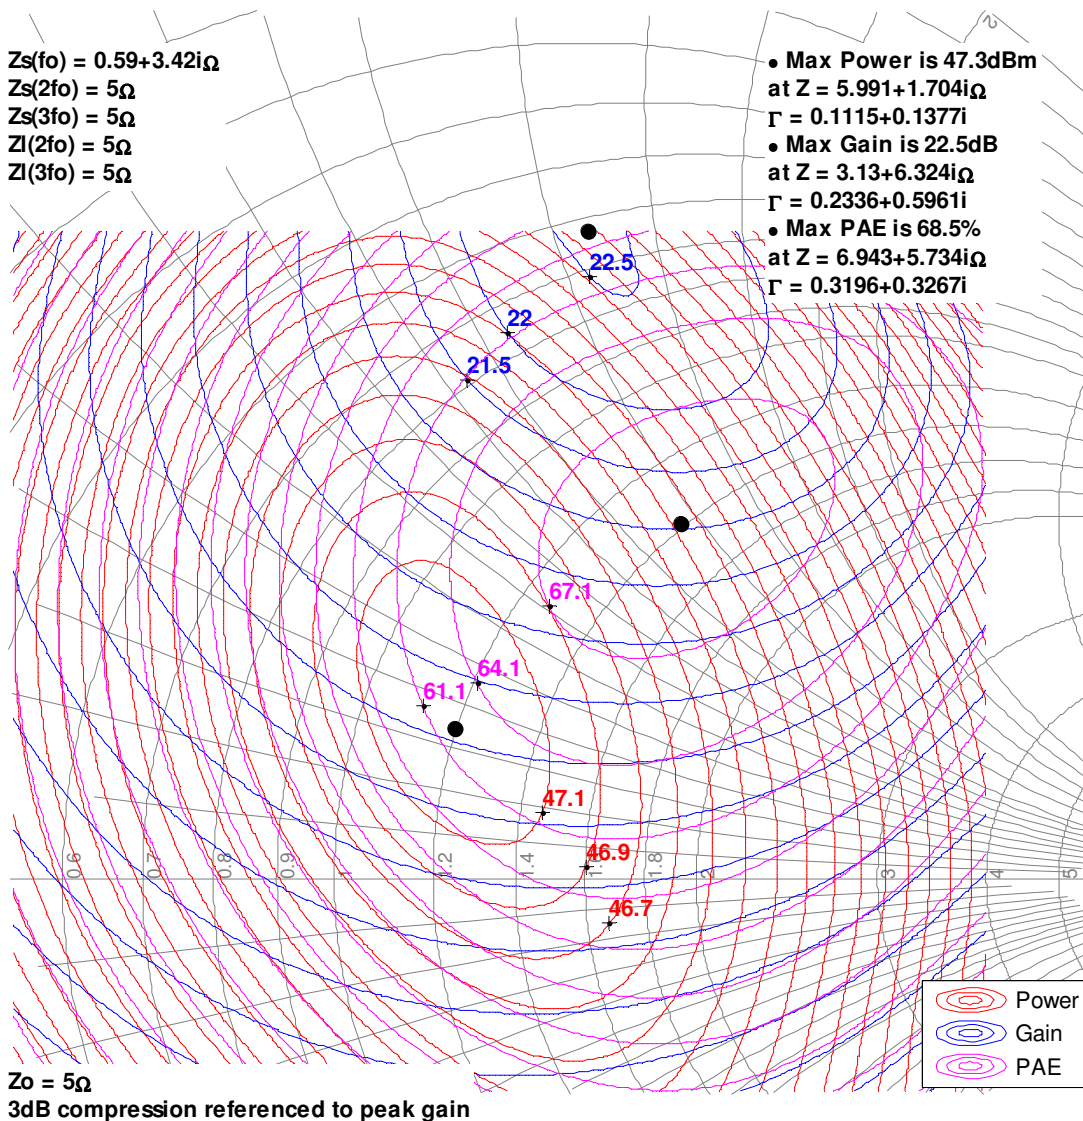 2
Zs(fo) = 0.59+3.42iΩ
Zs(2fo) = 5Ω
Zs(3fo) = 5Ω
Zl(2fo) = 5Ω
Zl(3fo) = 5Ω
• Max Power is 47.3dBm
at Z = 5.991+1.704iΩ
Γ = 0.1115+0.1377i
• Max Gain is 22.5dB
at Z = 3.13+6.324iΩ
Γ = 0.2336+0.5961i
• Max PAE is 68.5%
at Z = 6.943+5.734iΩ
Γ = 0.3196+0.3267i
22.5
22
21.5
67.1
64.1
61.1
47.1
46.9
46.7
0.6
0.7
0.8
0.9
1
1.2
1.4
1.6
1.8
2
3
4
5
Power
Gain
PAE
Zo = 5Ω
3dB compression referenced to peak gain